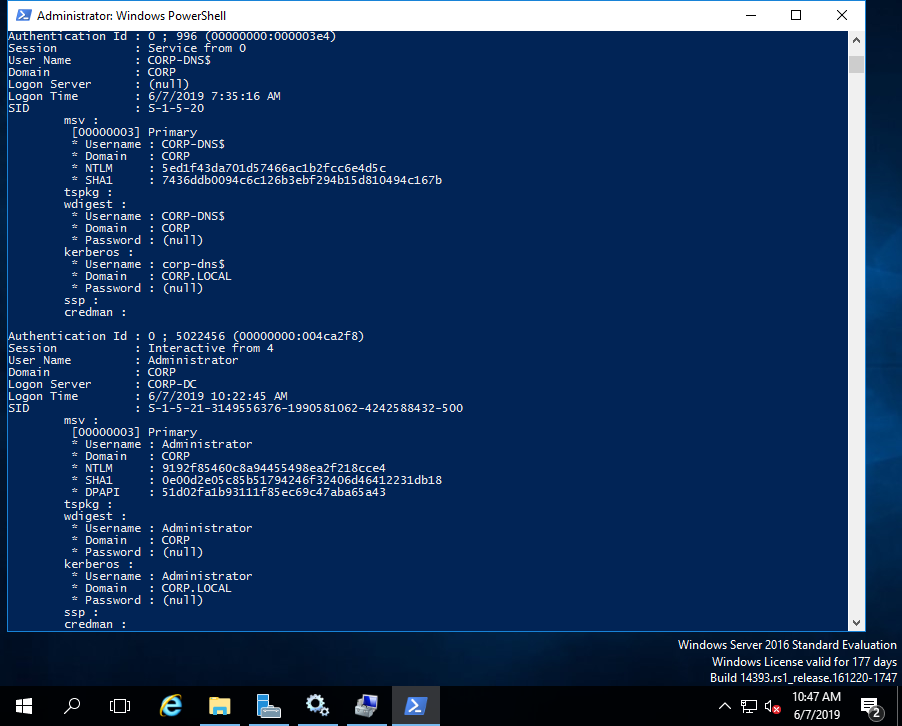 Administrator: Windows PowerShell
Authentication Id : 0 ; 996 (00000000:000003e4)
Session           : Service from 0
User Name         : CORP-DNS$
Domain            : CORP
Logon Server      : (null)
Logon Time        : 6/7/2019 7:35:16 AM
SID               : S-1-5-20
        msv :
         [00000003] Primary
         * Username : CORP-DNS$
         * Domain   : CORP
         * NTLM     : 5ed1f43da701d57466ac1b2fcc6e4d5c
         * SHA1     : 7436ddb0094c6c126b3ebf294b15d810494c167b
        tspkg :
        wdigest :
         * Username : CORP-DNS$
         * Domain   : CORP
         * Password : (null)
        kerberos :
         * Username : corp-dns$
         * Domain   : CORP.LOCAL
         * Password : (null)
        ssp :
        credman :
Authentication Id : 0 ; 5022456 (00000000:004ca2f8)
Session           : Interactive from 4
User Name         : Administrator
Domain            : CORP
Logon Server      : CORP-DC
Logon Time        : 6/7/2019 10:22:45 AM
SID               : S-1-5-21-3149556376-1990581062-4242588432-500
        msv :
         [00000003] Primary
         * Username : Administrator
         * Domain   : CORP
         * NTLM     : 9192f85460c8a94455498ea2f218cce4
         * SHA1     : 0e00d2e05c85b51794246f32406d46412231db18
         * DPAPI    : 51d02fa1b93111f85ec69c47aba65a43
        tspkg :
        wdigest :
         * Username : Administrator
         * Domain   : CORP
         * Password : (null)
        kerberos :
         * Username : Administrator
         * Domain   : CORP.LOCAL
         * Password : (null)
        ssp :
        credman :
Windows Server 2016 Standard Evaluation
Windows License valid for 177 days
Build 14393.rs1_release.161220-1747
10:47 AM
6/7/2019
2